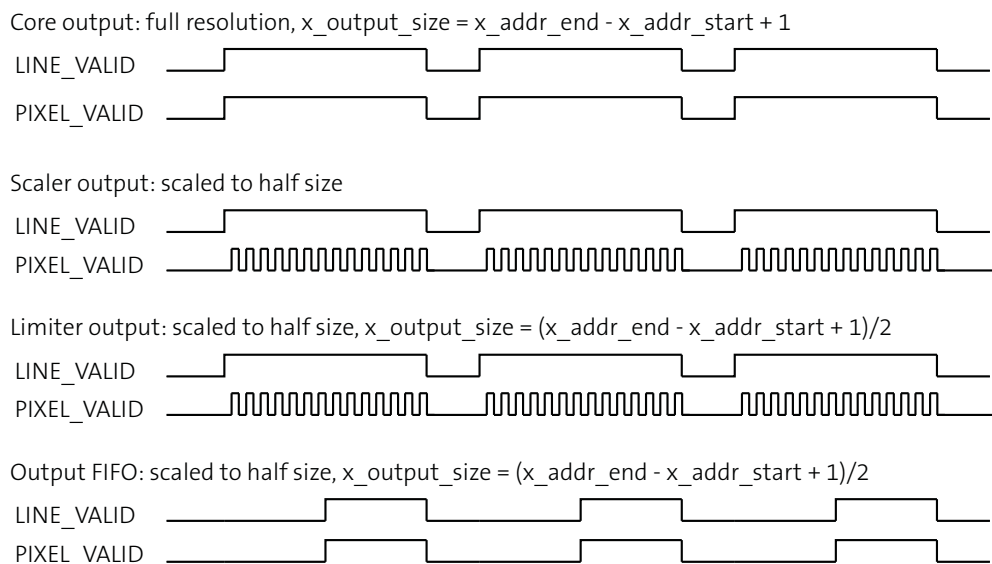 Core output: full resolution, x_output_size = x_addr_end - x_addr_start + 1
LINE_VALID
PIXEL_VALID
Scaler output: scaled to half size
LINE_VALID
PIXEL_VALID
Limiter output: scaled to half size, x_output_size = (x_addr_end - x_addr_start + 1)/2
LINE_VALID
PIXEL_VALID
Output FIFO: scaled to half size, x_output_size = (x_addr_end - x_addr_start + 1)/2
LINE_VALID
PIXEL_VALID